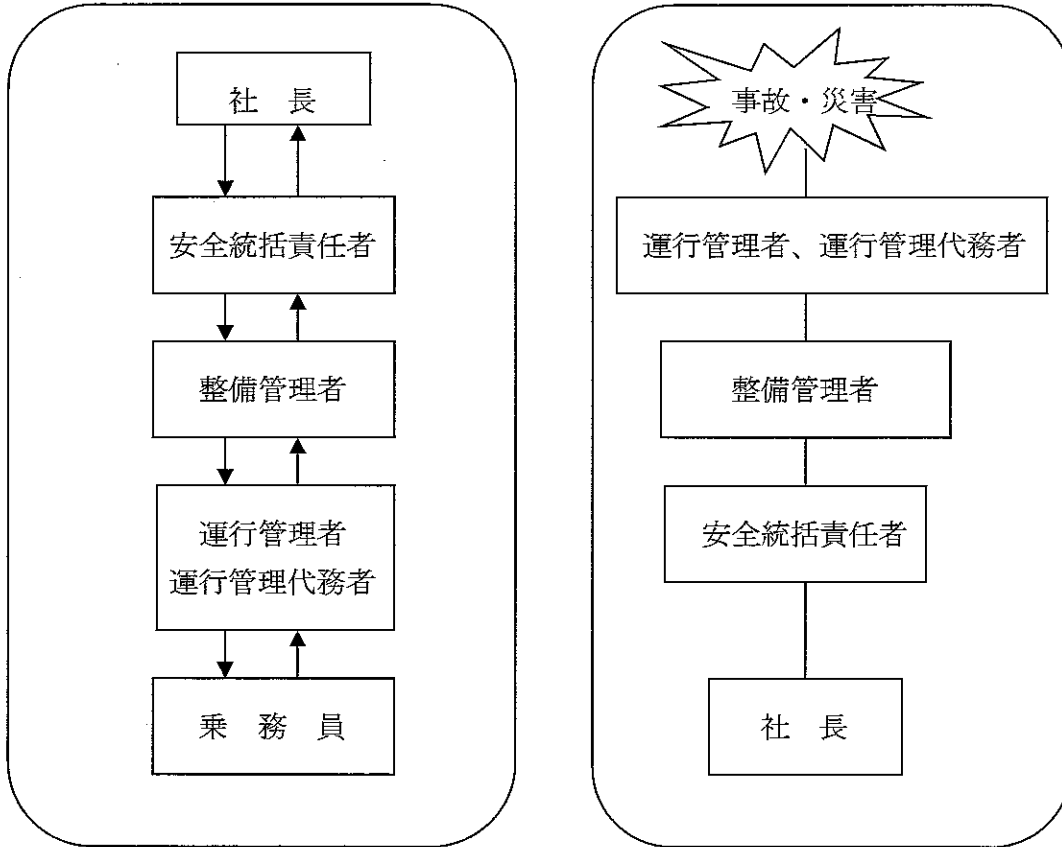 社 長
安全統括責任者
整備管理者
運行管理者
運行管理代務者
乗 務 員
事故・災害
運行管理者、運行管理代務者
整備管理者
安全統括責任者
社 長